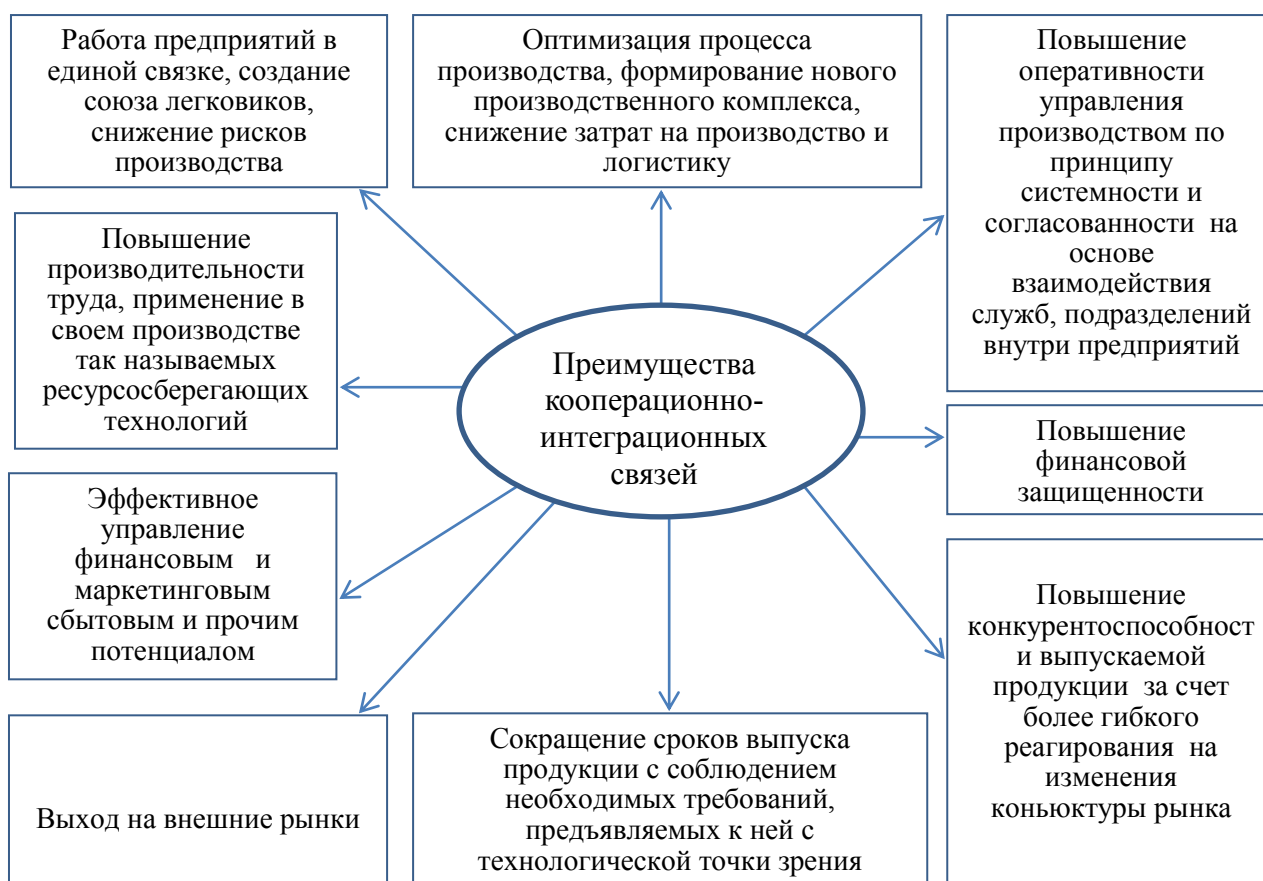 Работа предприятий в
единой связке, создание
союза легковиков,
снижение рисков
производства
Оптимизация процесса
производства, формирование нового
производственного комплекса,
снижение затрат на производство и
логистику
Повышение
оперативности
управления
производством по
принципу
системности и
согласованности на
основе
взаимодействия
служб, подразделений
внутри предприятий
Повышение
производительности
труда, применение в
своем производстве
так называемых
ресурсосберегающих
технологий
Преимущества
кооперационно-
интеграционных
связей
Повышение
финансовой
защищенности
Эффективное
управление
финансовым и
маркетинговым
сбытовым и прочим
потенциалом
Повышение
конкурентоспособност
и выпускаемой
продукции за счет
более гибкого
реагирования на
изменения
коньюктуры рынка
Выход на внешние рынки
Сокращение сроков выпуска
продукции с соблюдением
необходимых требований,
предъявляемых к ней с
технологической точки зрения